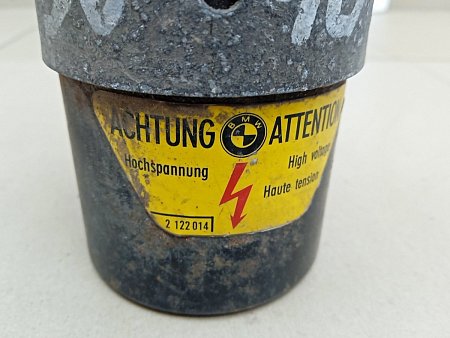 ACHTUNG BMW ATTENTION
Hochspannung
High voltage
Haute tension
2 122 014